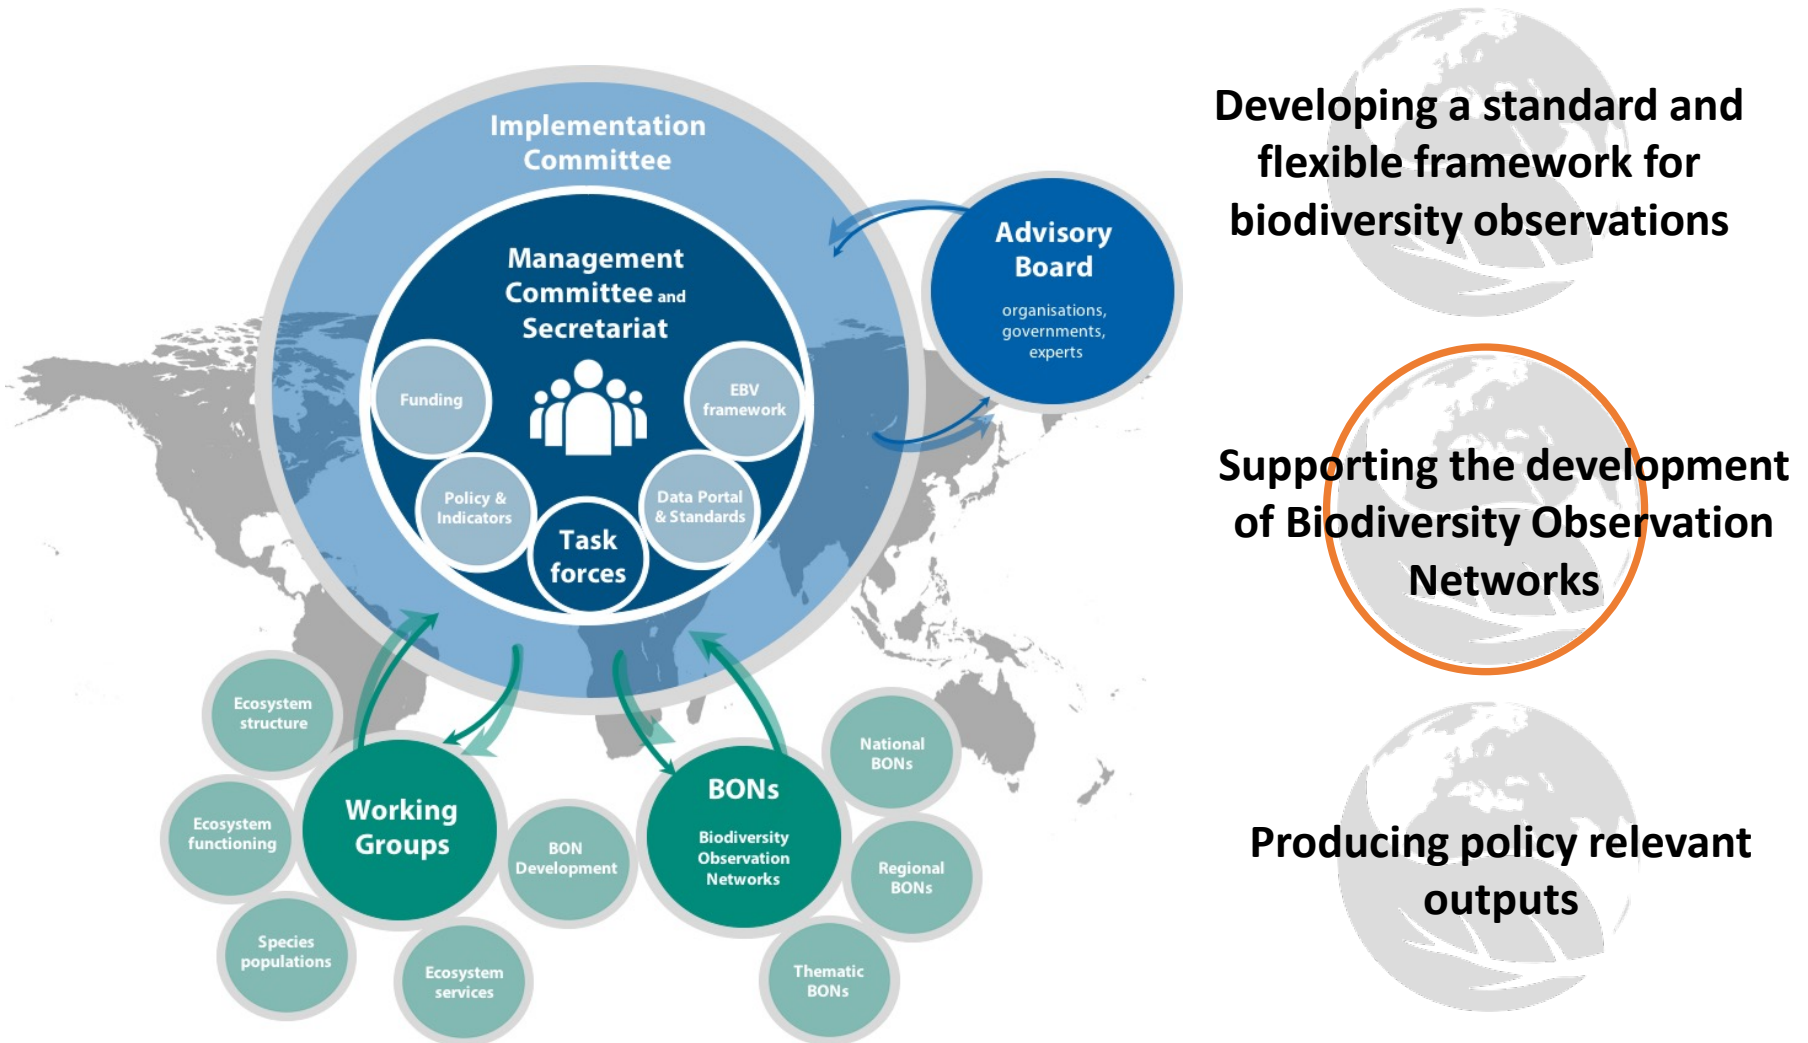 Implementation
Committee
Management
Committee and
Secretariat
Funding
EBV
framework
Policy &
Indicators
Data Portal
& Standards
Task
forces
Advisory
Board
organisations,
governments,
experts
Ecosystem
structure
Ecosystem
functioning
Species
populations
Ecosystem
services
Working
Groups
BON
Development
BONs
Biodiversity
Observation
Networks
National
BONs
Regional
BONs
Thematic
BONs
Developing a standard and
flexible framework for
biodiversity observations
Supporting the development
of Biodiversity Observation
Networks
Producing policy relevant
outputs